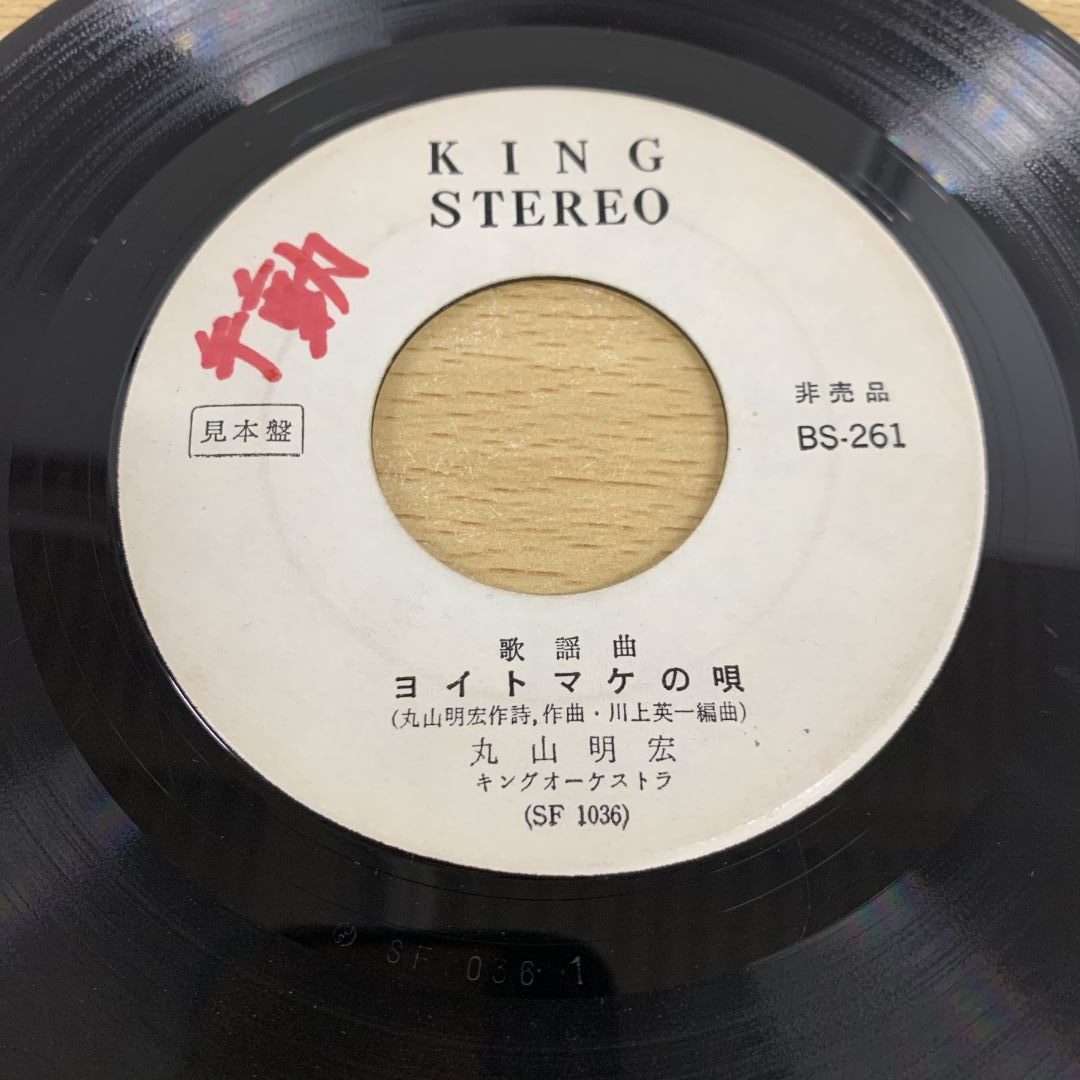 KING
STEREO
見本盤
非売品
BS-261
歌謡曲
ヨイトマケの唄
(丸山明宏作詩,作曲・川上英一編曲)
丸山明宏
キングオーケストラ
(SF 1036)
SF 036 1